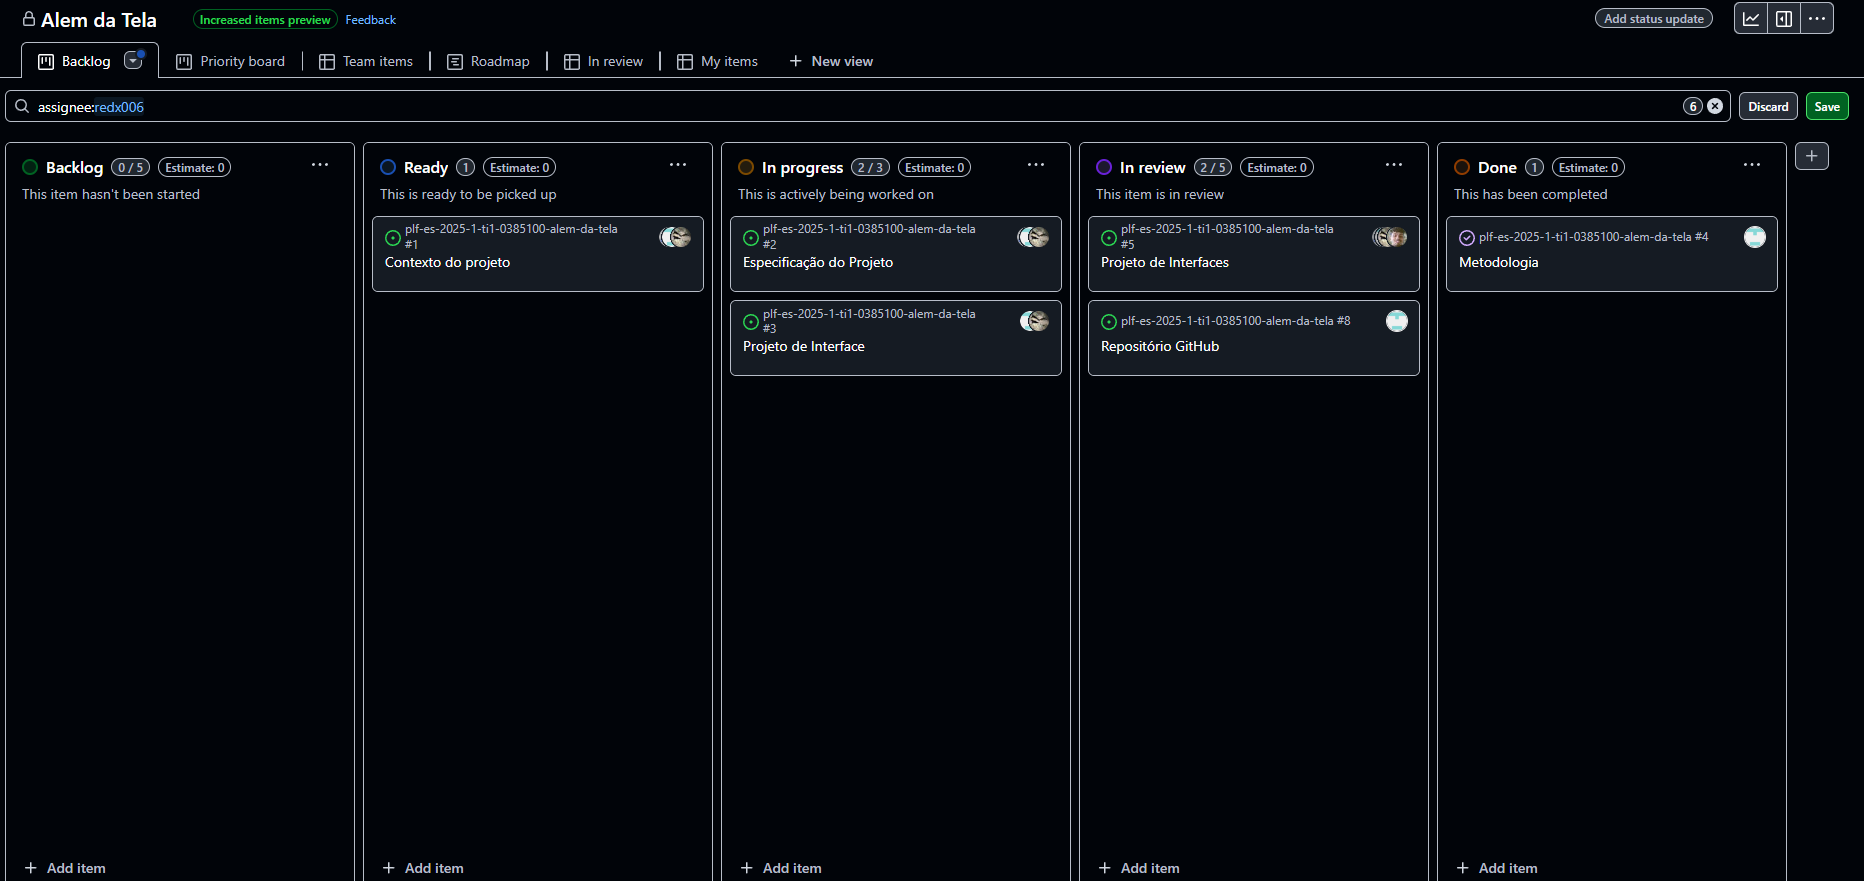 Alem da Tela
Increased items preview
Feedback
Add status update
Backlog
Priority board
Team items
Roadmap
In review
My items
New view
assignee:redx006
6
Discard
Save
Backlog 0 / 5 Estimate: 0
This item hasn't been started
Add item
Ready 1 Estimate: 0
This is ready to be picked up
plf-es-2025-1-ti1-0385100-alem-da-tela
#1
Contexto do projeto
Add item
In progress 2 / 3 Estimate: 0
This is actively being worked on
plf-es-2025-1-ti1-0385100-alem-da-tela
#2
Especificação do Projeto
plf-es-2025-1-ti1-0385100-alem-da-tela
#3
Projeto de Interface
Add item
In review 2 / 5 Estimate: 0
This item is in review
plf-es-2025-1-ti1-0385100-alem-da-tela
#5
Projeto de Interfaces
plf-es-2025-1-ti1-0385100-alem-da-tela #8
Repositório GitHub
Add item
Done 1 Estimate: 0
This has been completed
plf-es-2025-1-ti1-0385100-alem-da-tela #4
Metodologia
Add item